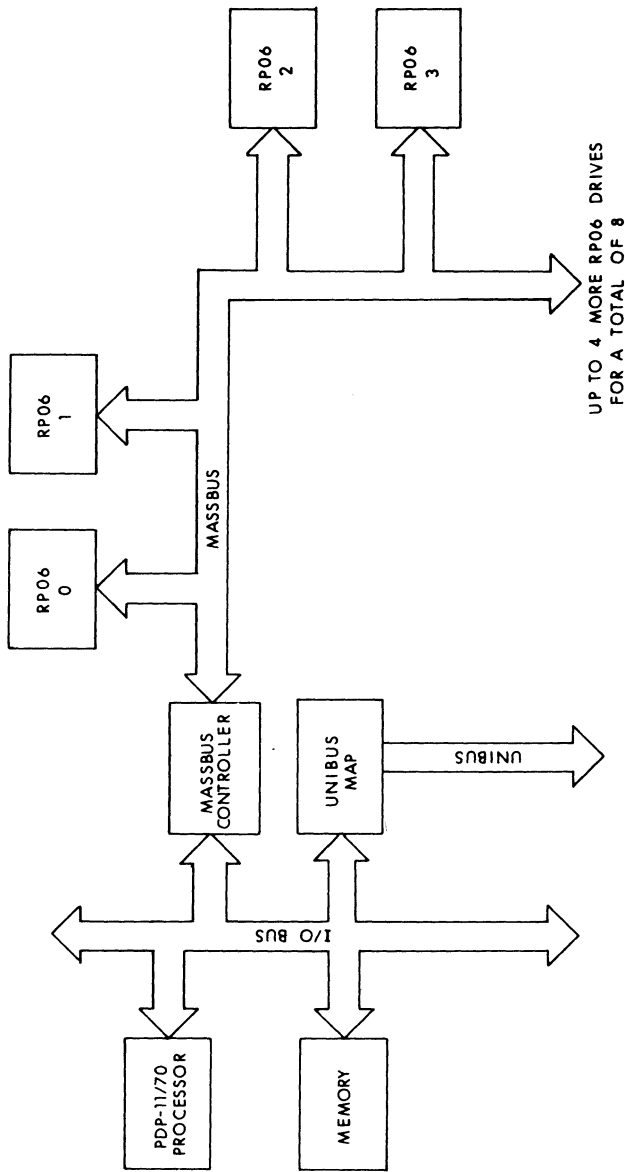 PDP-11/70
PROCESSOR
MEMORY
I/O BUS
MASSBUS
CONTROLLER
UNIBUS
MAP
UNIBUS
MASSBUS
RP06
0
RP06
1
RP06
2
RP06
3
UP TO 4 MORE RP06 DRIVES
FOR A TOTAL OF 8